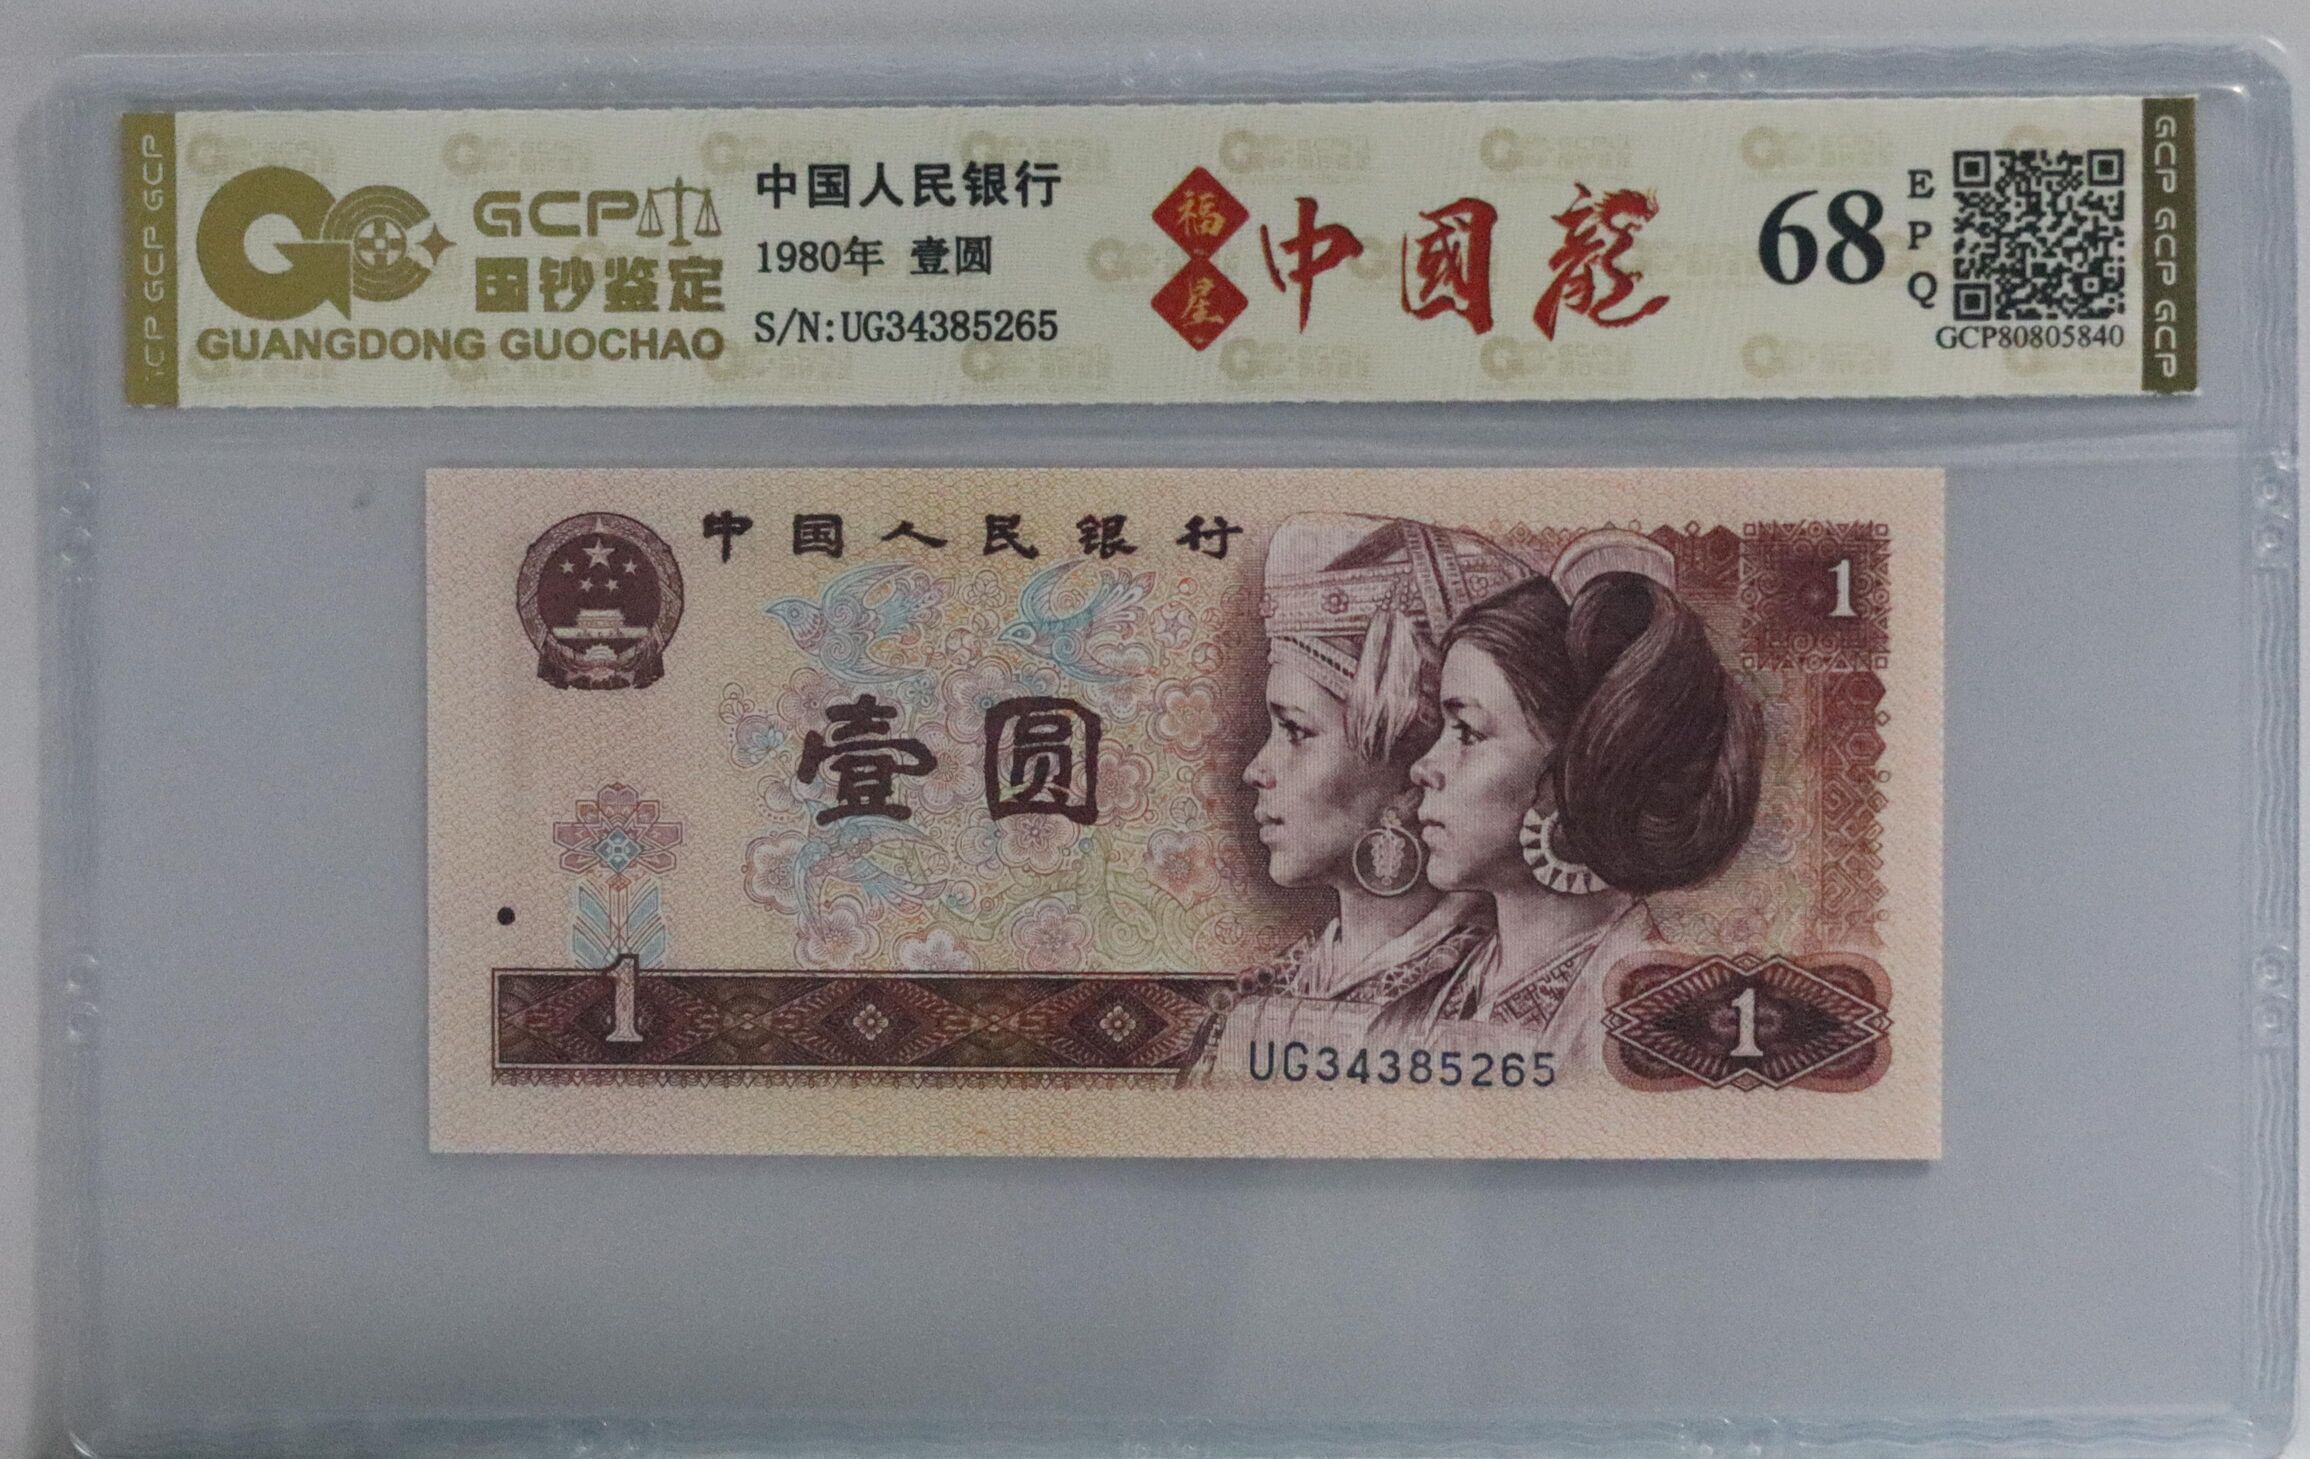 GCP GCP GCP
GCP
国钞鉴定
GUANGDONG GUOCHAO
中国人民银行
1980年 壹圆
S/N:UG34385265
福星
中國龍
68
EPQ
GCP80805840
GCP GCP GCP
中国人民银行
1
壹圆
1
1
UG34385265